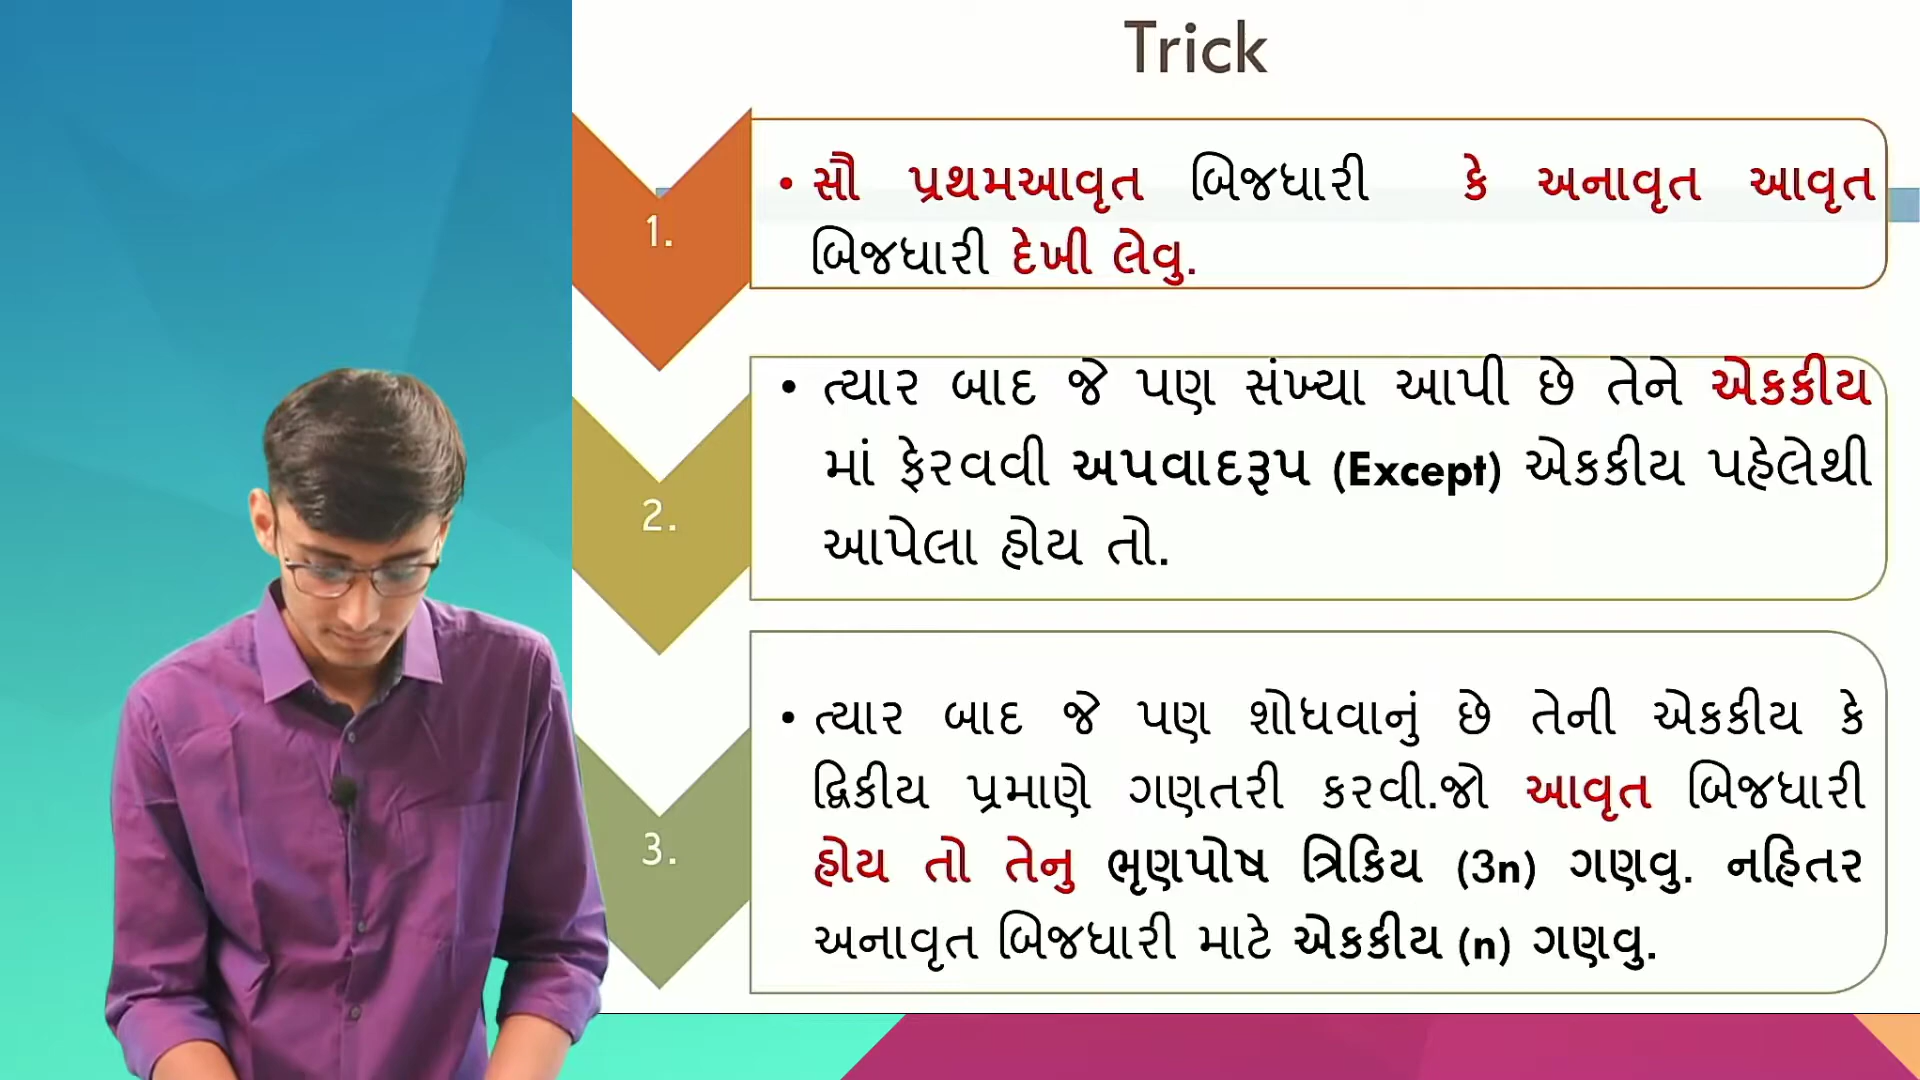 Trick
1.
• સૌ પ્રથમઆવૃત બિજધારી કે અનાવૃત આવૃત
બિજધારી દેખી લેવુ.
2.
• ત્યાર બાદ જે પણ સંખ્યા આપી છે તેને એકકીય
માં ફેરવવી અપવાદરૂપ (Except) એકકીય પહેલેથી
આપેલા હોય તો.
3.
• ત્યાર બાદ જે પણ શોધવાનું છે તેની એકકીય કે
દ્વિકીય પ્રમાણે ગણતરી કરવી.જો આવૃત બિજધારી
હોય તો તેનુ ભૃણપોષ ત્રિકિય (3n) ગણવુ. નહિતર
અનાવૃત બિજધારી માટે એકકીય (n) ગણવુ.